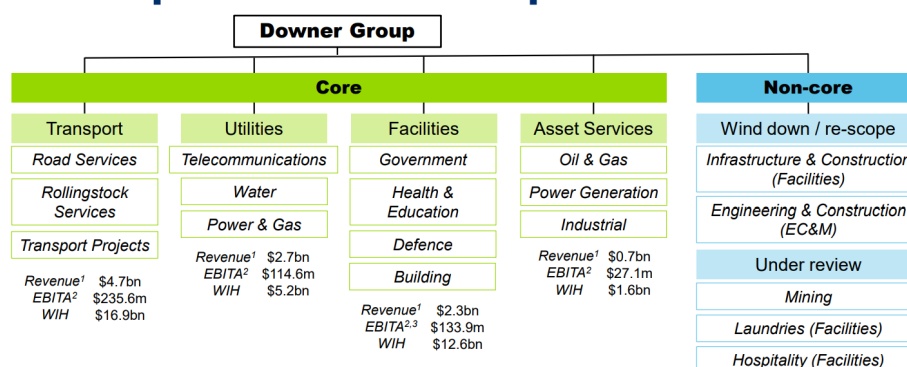 Downer Group
Core
Non-core
Transport
Road Services
Rollingstock
Services
Transport Projects
Revenue¹ $4.7bn
EBITA² $235.6m
WIH $16.9bn
Utilities
Telecommunications
Water
Power & Gas
Revenue¹ $2.7bn
EBITA² $114.6m
WIH $5.2bn
Facilities
Government
Health &
Education
Defence
Building
Revenue¹ $2.3bn
EBITA²,³ $133.9m
WIH $12.6bn
Asset Services
Oil & Gas
Power Generation
Industrial
Revenue¹ $0.7bn
EBITA² $27.1m
WIH $1.6bn
Wind down / re-scope
Infrastructure & Construction
(Facilities)
Engineering & Construction
(EC&M)
Under review
Mining
Laundries (Facilities)
Hospitality (Facilities)